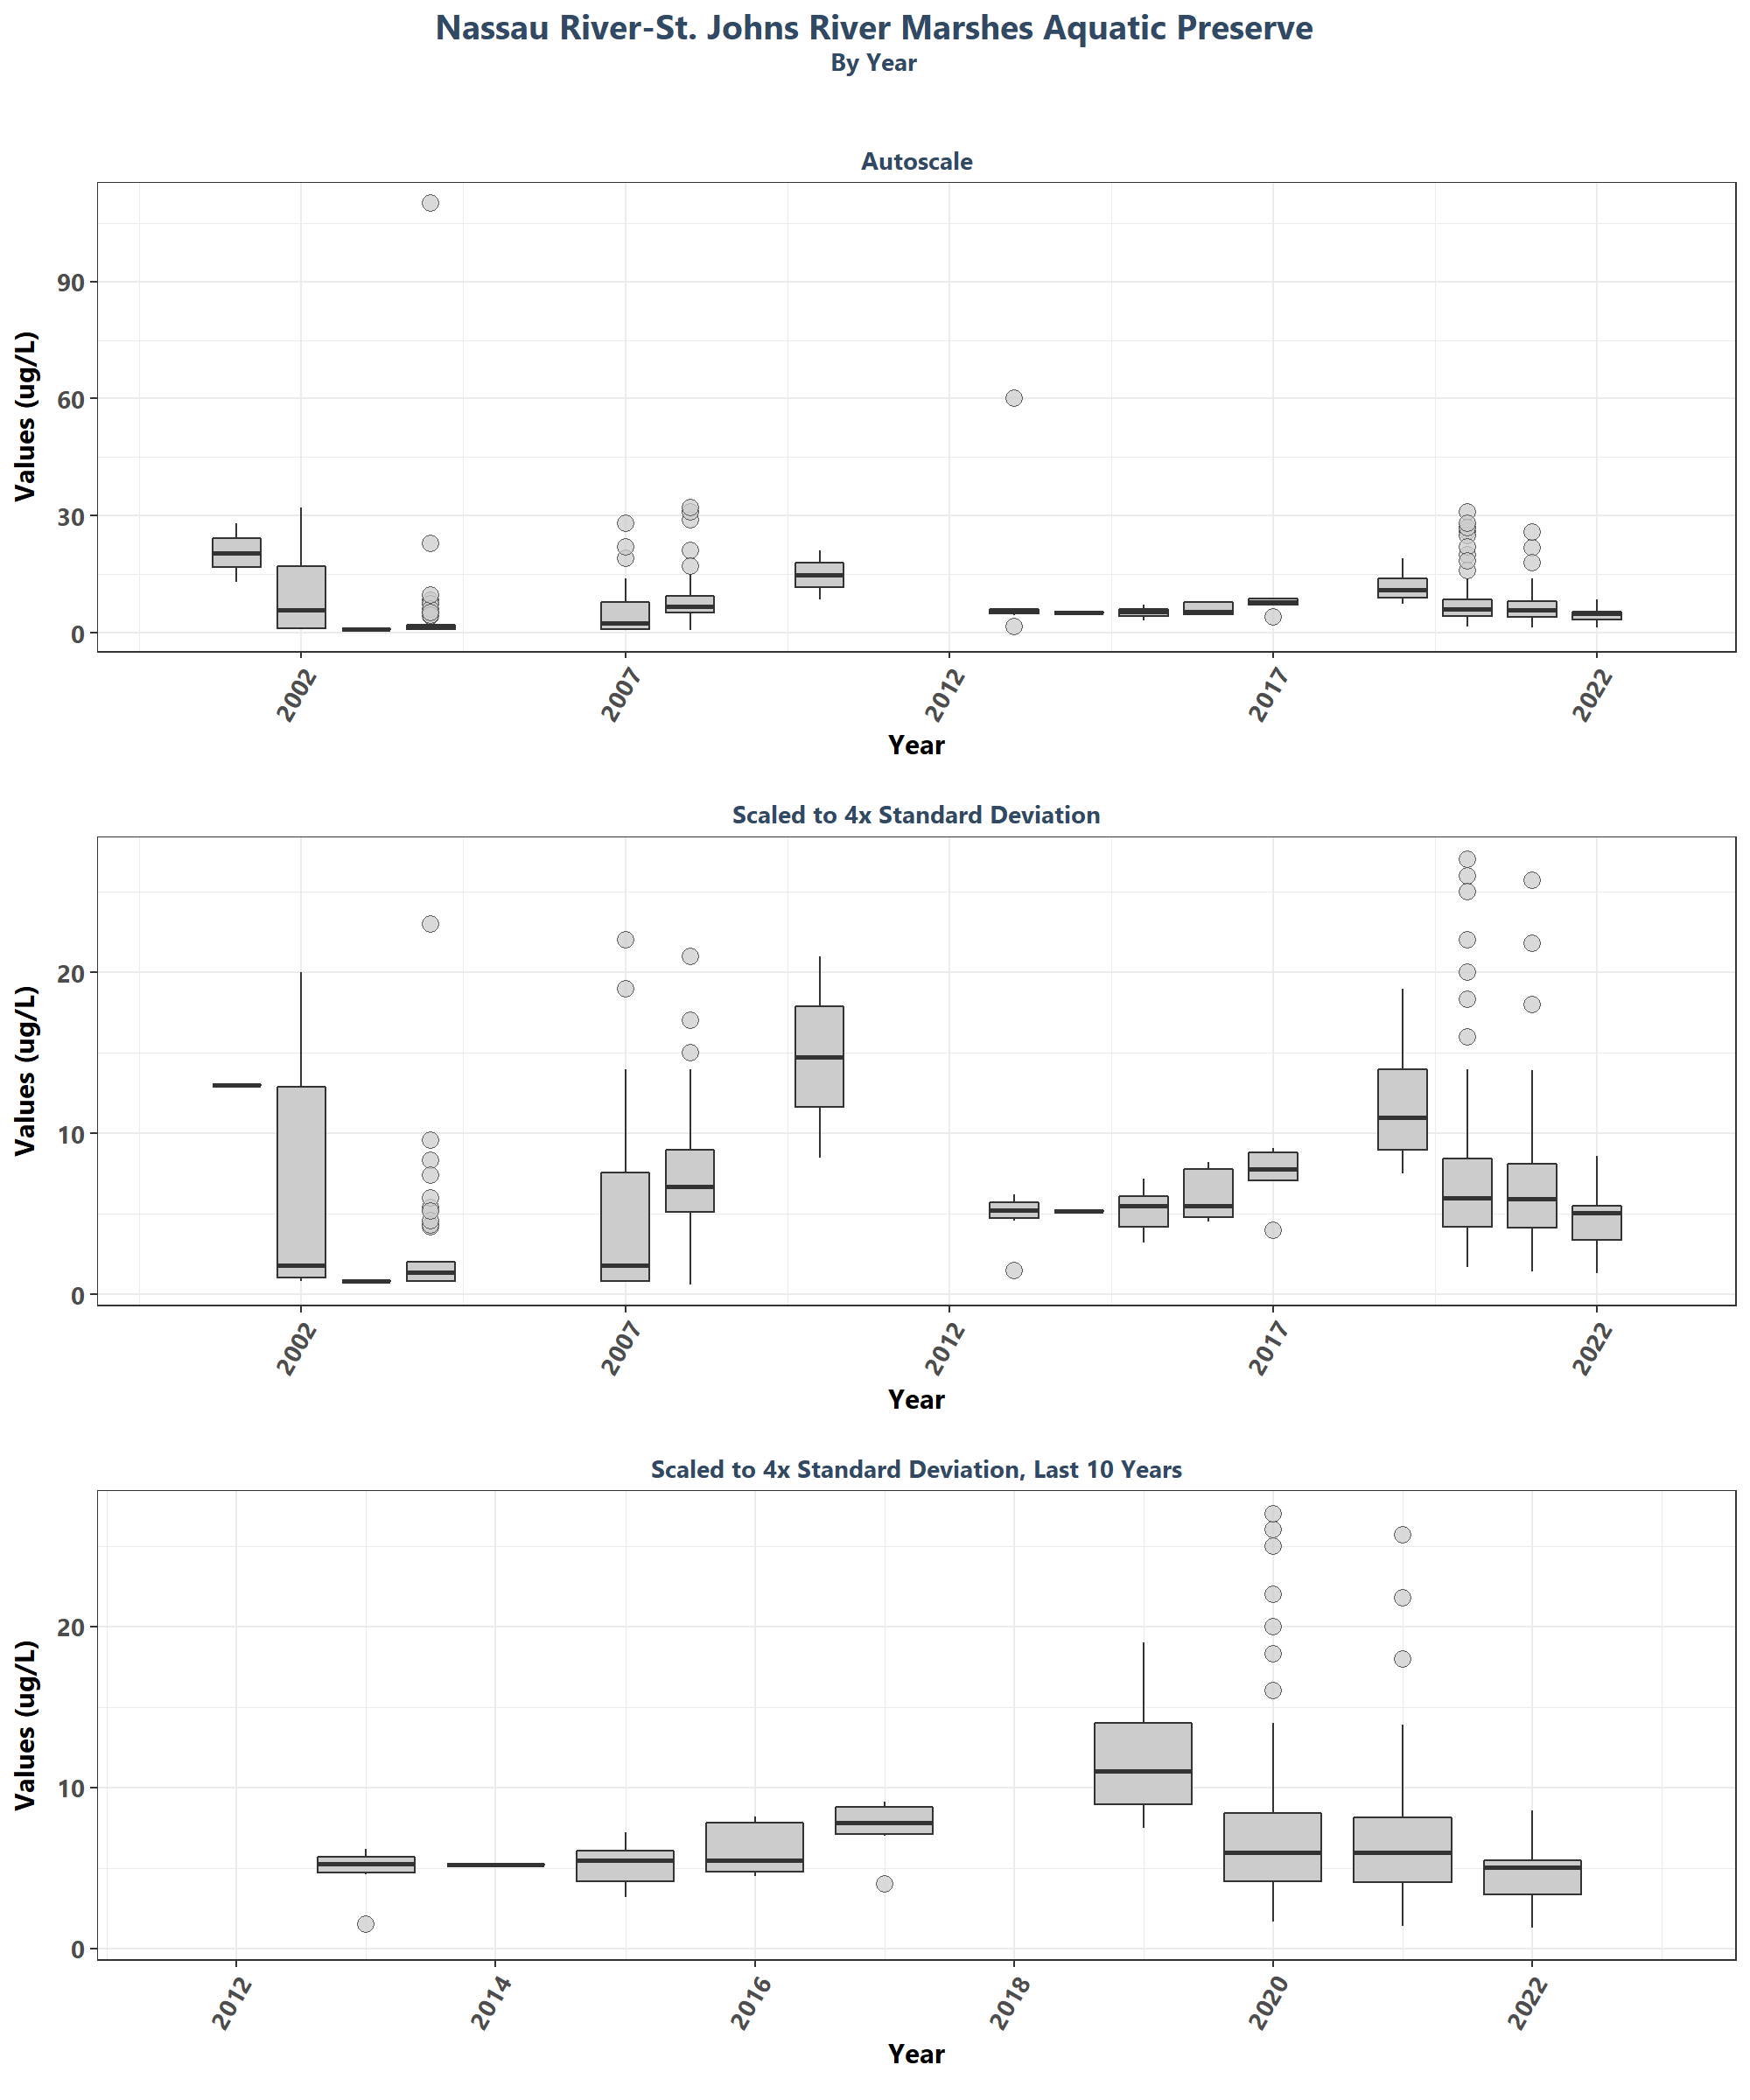 Nassau River-St. Johns River Marshes Aquatic Preserve
By Year
Autoscale
Values (ug/L)
90
60
30
0
2002
2007
2012
2017
2022
Year
Scaled to 4x Standard Deviation
Values (ug/L)
20
10
0
2002
2007
2012
2017
2022
Year
Scaled to 4x Standard Deviation, Last 10 Years
Values (ug/L)
20
10
0
2012
2014
2016
2018
2020
2022
Year